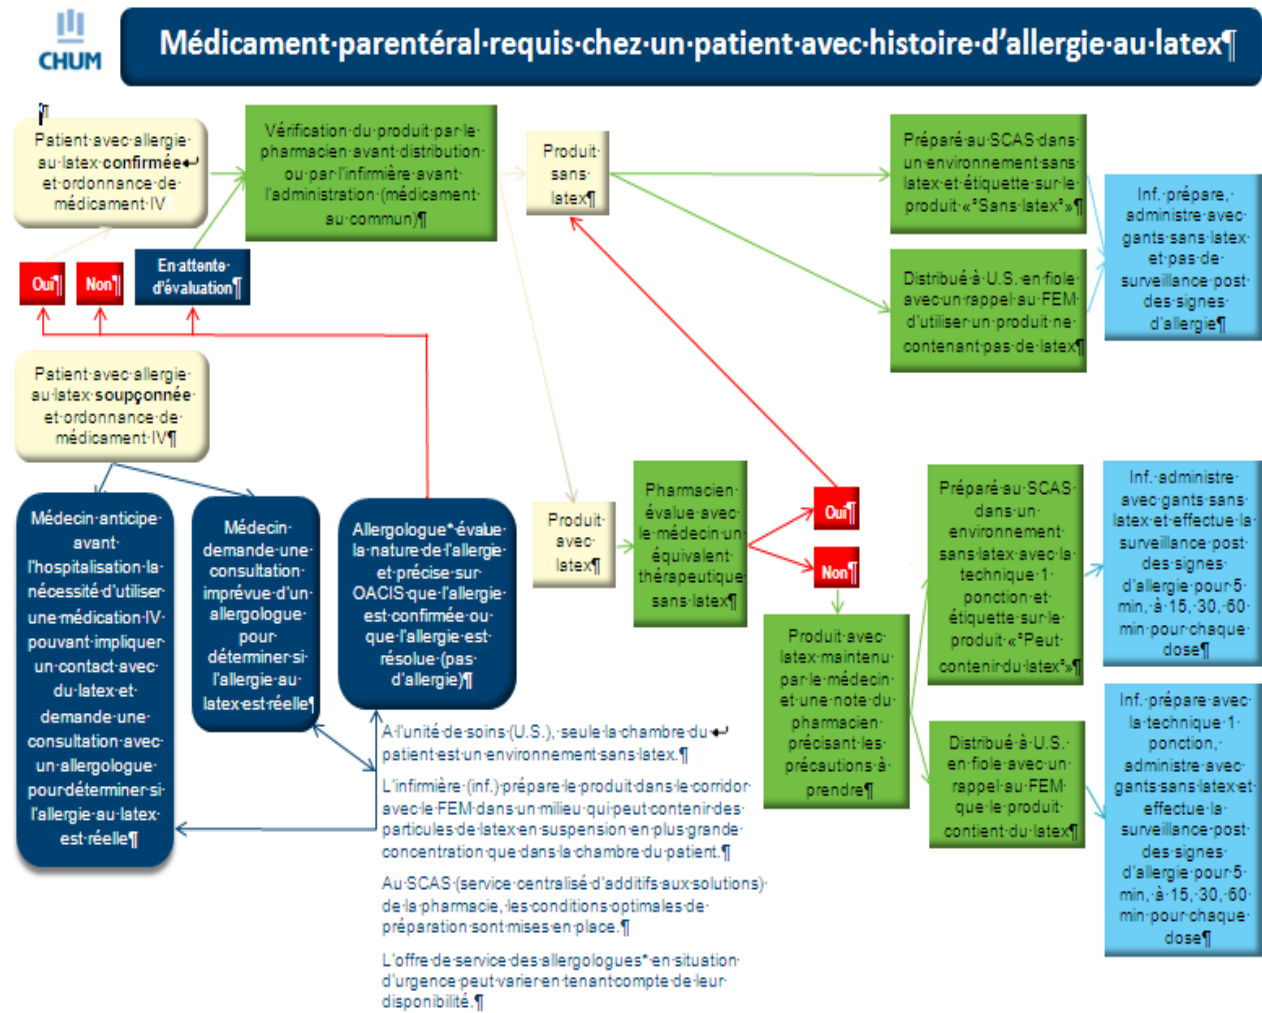 CHUM
Médicament parentéral requis chez un patient avec histoire d'allergie au latex¶
¶
Patient avec allergie
au latex confirmée↵
et ordonnance de
médicament IV
Vérification du produit par le
pharmacien avant distribution
ou par l'infirmière avant
l'administration (médicament
au commun)¶
Produit
sans
latex¶
Préparé au SCAS dans
un environnement sans
latex et étiquette sur le
produit «°Sans latex°»¶
Inf. prépare,
administre avec
gants sans latex
et pas de
surveillance post
des signes
d'allergie¶
Oui¶
Non¶
En attente
d'évaluation¶
Distribué à U.S. en fiole
avec un rappel au FEM
d'utiliser un produit ne
contenant pas de latex¶
Patient avec allergie
au latex soupçonnée
et ordonnance de
médicament IV¶
Médecin anticipe
avant
l'hospitalisation la
nécessité d'utiliser
une médication IV
pouvant impliquer
un contact avec
du latex et
demande une
consultation avec
un allergologue
pour déterminer si
l'allergie au latex
est réelle¶
Médecin
demande une
consultation
imprévue d'un
allergologue
pour
déterminer si
l'allergie au
latex est réelle¶
Allergologue* évalue
la nature de l'allergie
et précise sur
OACIS que l'allergie
est confirmée ou
que l'allergie est
résolue (pas
d'allergie)¶
Produit
avec
latex¶
Pharmacien
évalue avec
le médecin un
équivalent
thérapeutique
sans latex¶
Oui¶
Non¶
Produit avec
latex maintenu
par le médecin
et une note du
pharmacien
précisant les
précautions à
prendre¶
Préparé au SCAS
dans un
environnement
sans latex avec la
technique 1
ponction et
étiquette sur le
produit «°Peut
contenir du latex°»¶
Inf. administre
avec gants sans
latex et effectue la
surveillance post
des signes
d'allergie pour 5
min, à 15, 30, 60
min pour chaque
dose¶
Distribué à U.S.
en fiole avec un
rappel au FEM
que le produit
contient du latex¶
Inf. prépare avec
la technique 1
ponction,
administre avec
gants sans latex et
effectue la
surveillance post
des signes
d'allergie pour 5
min, à 15, 30, 60
min pour chaque
dose¶
A l'unité de soins (U.S.), seule la chambre du ↵
patient est un environnement sans latex.¶
L'infirmière (inf.) prépare le produit dans le corridor
avec le FEM dans un milieu qui peut contenir des
particules de latex en suspension en plus grande
concentration que dans la chambre du patient.¶
Au SCAS (service centralisé d'additifs aux solutions)
de la pharmacie, les conditions optimales de
préparation sont mises en place.¶
L'offre de service des allergologues* en situation
d'urgence peut varier en tenant compte de leur
disponibilité.¶